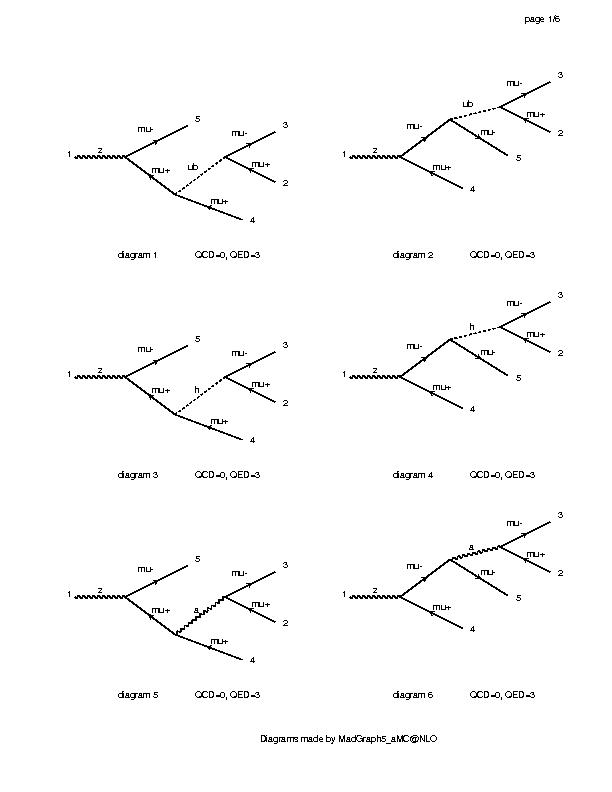 page 1/6
1
z
mu-
5
mu+
ub
mu-
3
mu+
2
mu+
4
diagram 1 QCD=0, QED=3
1
z
mu-
ub
mu-
3
mu+
2
mu-
5
mu+
4
diagram 2 QCD=0, QED=3
1
z
mu-
5
mu+
h
mu-
3
mu+
2
mu+
4
diagram 3 QCD=0, QED=3
1
z
mu-
h
mu-
3
mu+
2
mu-
5
mu+
4
diagram 4 QCD=0, QED=3
1
z
mu-
5
mu+
a
mu-
3
mu+
2
mu+
4
diagram 5 QCD=0, QED=3
1
z
mu-
a
mu-
3
mu+
2
mu-
5
mu+
4
diagram 6 QCD=0, QED=3
Diagrams made by MadGraph5_aMC@NLO